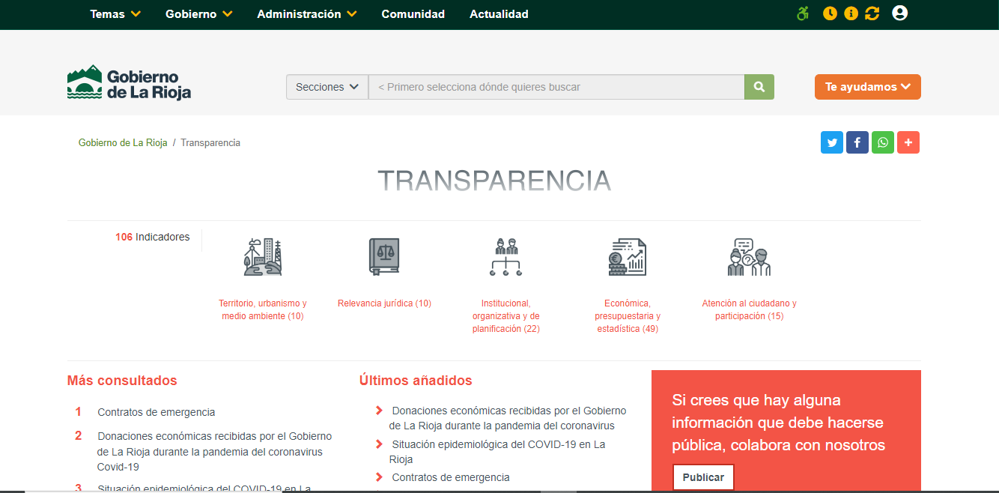 Temas Gobierno Administración Comunidad Actualidad
Gobierno
de La Rioja
Secciones < Primero selecciona dónde quieres buscar
Te ayudamos
Gobierno de La Rioja / Transparencia
TRANSPARENCIA
106 Indicadores
Territorio, urbanismo y
medio ambiente (10)
Relevancia jurídica (10)
Institucional,
organizativa y de
planificación (22)
Económica,
presupuestaria y
estadística (49)
Atención al ciudadano y
participación (15)
Más consultados
1 Contratos de emergencia
2 Donaciones económicas recibidas por el Gobierno
de La Rioja durante la pandemia del coronavirus
Covid-19
3 Situación epidemiológica del COVID-19 en La
Últimos añadidos
Donaciones económicas recibidas por el Gobierno
de La Rioja durante la pandemia del coronavirus
Situación epidemiológica del COVID-19 en La
Rioja
Contratos de emergencia
Si crees que hay alguna
información que debe hacerse
pública, colabora con nosotros
Publicar